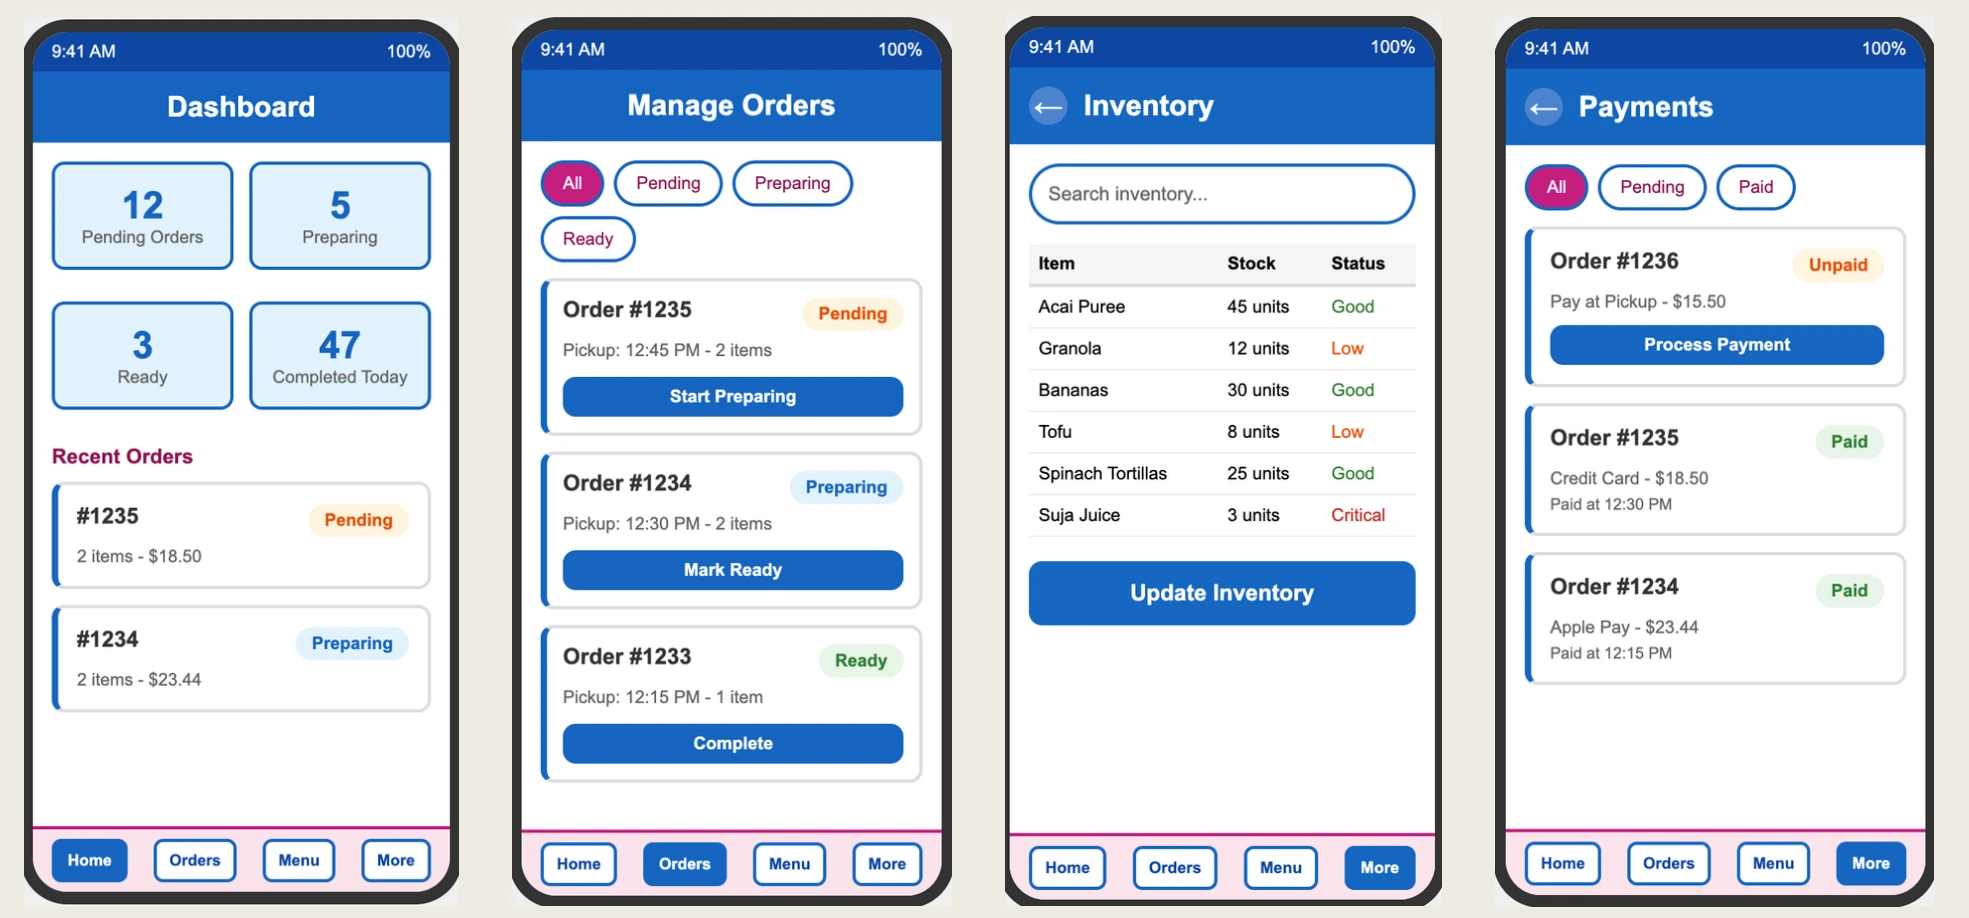 9:41 AM 100%
Dashboard
12
Pending Orders
5
Preparing
3
Ready
47
Completed Today
Recent Orders
#1235
Pending
2 items - $18.50
#1234
Preparing
2 items - $23.44
Home Orders Menu More
9:41 AM 100%
Manage Orders
All Pending Preparing
Ready
Order #1235
Pending
Pickup: 12:45 PM - 2 items
Start Preparing
Order #1234
Preparing
Pickup: 12:30 PM - 2 items
Mark Ready
Order #1233
Ready
Pickup: 12:15 PM - 1 item
Complete
Home Orders Menu More
9:41 AM 100%
← Inventory
Search inventory...
Item Stock Status
Acai Puree 45 units Good
Granola 12 units Low
Bananas 30 units Good
Tofu 8 units Low
Spinach Tortillas 25 units Good
Suja Juice 3 units Critical
Update Inventory
Home Orders Menu More
9:41 AM 100%
← Payments
All Pending Paid
Order #1236
Unpaid
Pay at Pickup - $15.50
Process Payment
Order #1235
Paid
Credit Card - $18.50
Paid at 12:30 PM
Order #1234
Paid
Apple Pay - $23.44
Paid at 12:15 PM
Home Orders Menu More